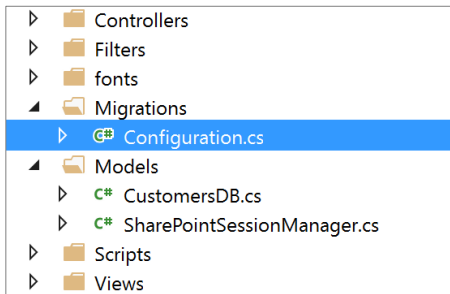 Controllers
Filters
fonts
Migrations
C# Configuration.cs
Models
C# CustomersDB.cs
C# SharePointSessionManager.cs
Scripts
Views